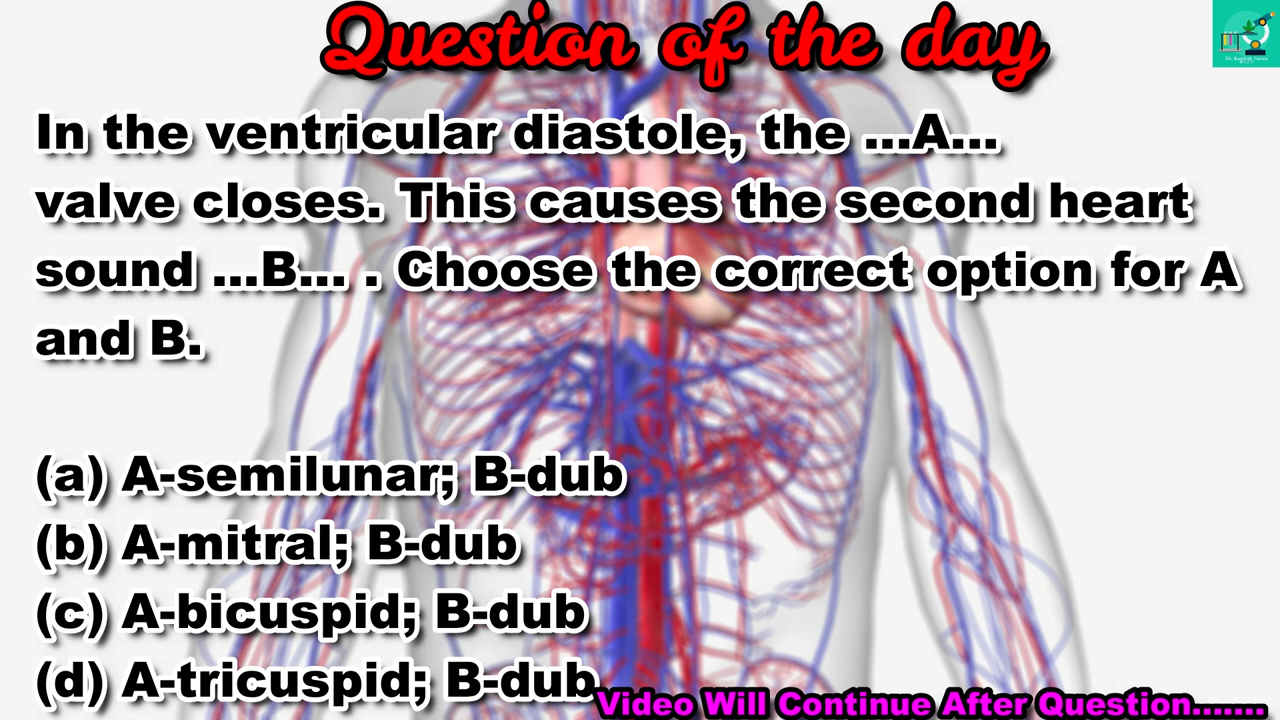 Question of the day
In the ventricular diastole, the ...A...
valve closes. This causes the second heart
sound ...B... . Choose the correct option for A
and B.
(a) A-semilunar; B-dub
(b) A-mitral; B-dub
(c) A-bicuspid; B-dub
(d) A-tricuspid; B-dub
Video Will Continue After Question.......